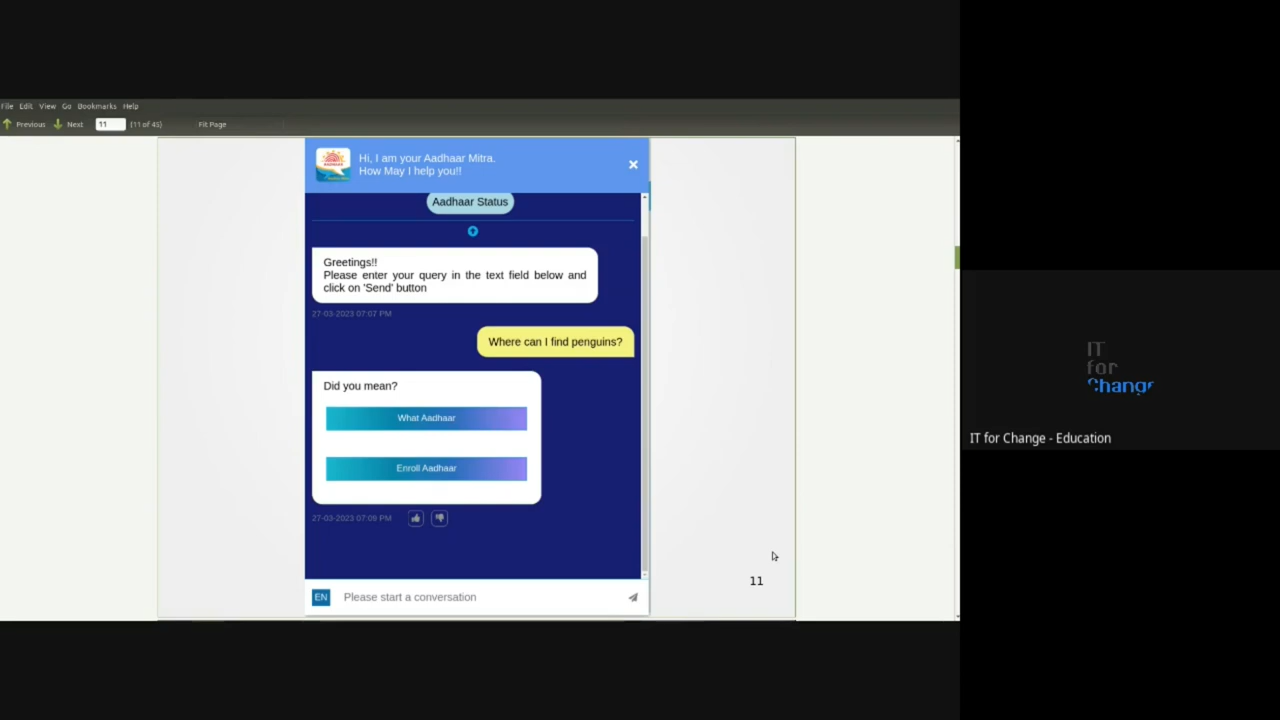 File Edit View Go Bookmarks Help
Previous Next 11 (11 of 45) Fit Page
Hi, I am your Aadhaar Mitra.
How May I help you!!
AADHAAR
Aadhaar Status
Greetings!!
Please enter your query in the text field below and
click on 'Send' button
27-03-2023 07:07 PM
Where can I find penguins?
Did you mean?
What Aadhaar
Enroll Aadhaar
27-03-2023 07:09 PM
11
EN Please start a conversation
IT
for
Change
IT for Change - Education